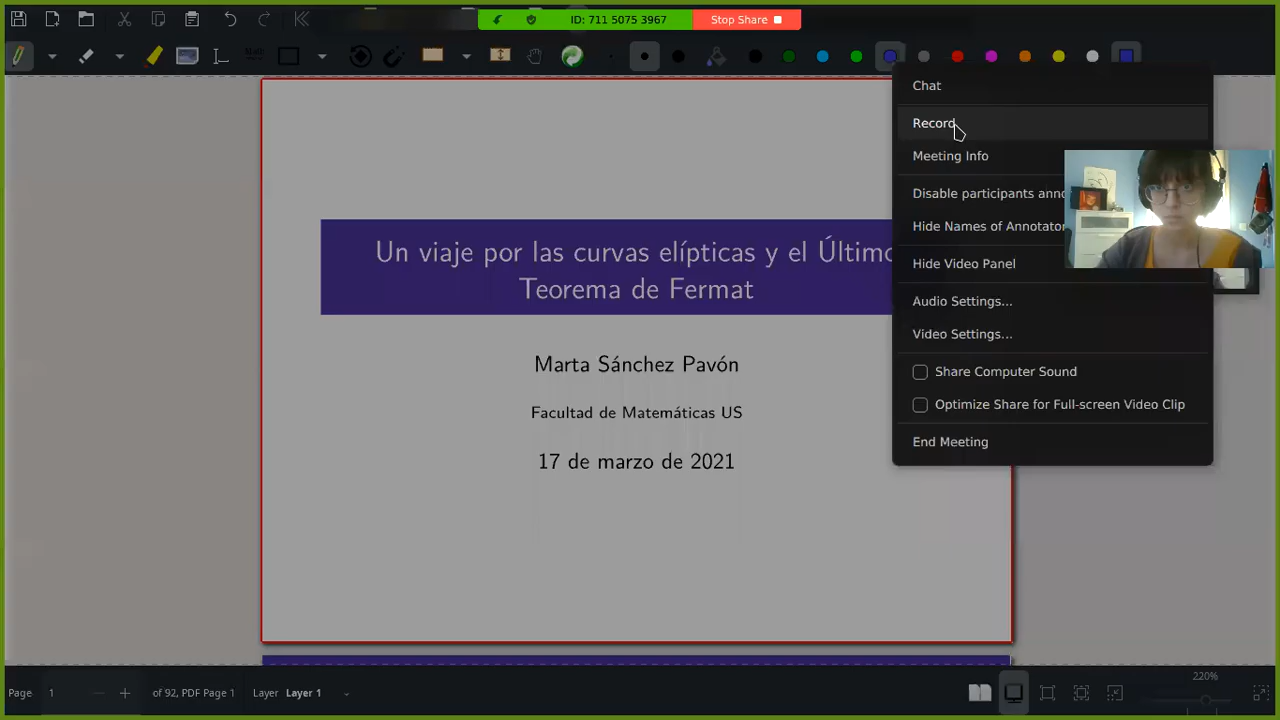 ID: 711 5075 3967
Stop Share
Chat
Record
Meeting Info
Disable participants anno
Hide Names of Annotator
Hide Video Panel
Audio Settings...
Video Settings...
Share Computer Sound
Optimize Share for Full-screen Video Clip
End Meeting
Un viaje por las curvas elípticas y el Último
Teorema de Fermat
Marta Sánchez Pavón
Facultad de Matemáticas US
17 de marzo de 2021
Page 1 of 92, PDF Page 1 Layer Layer 1
220%